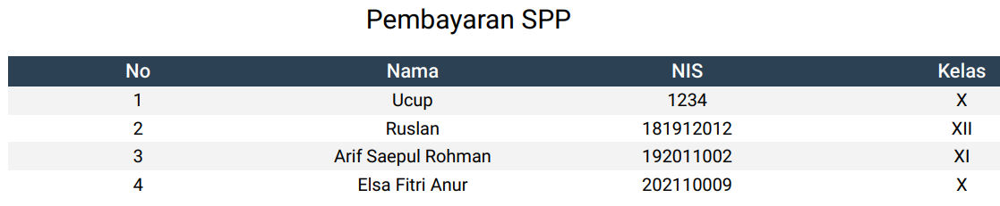 Pembayaran SPP
No Nama NIS Kelas
1 Ucup 1234 X
2 Ruslan 181912012 XII
3 Arif Saepul Rohman 192011002 XI
4 Elsa Fitri Anur 202110009 X